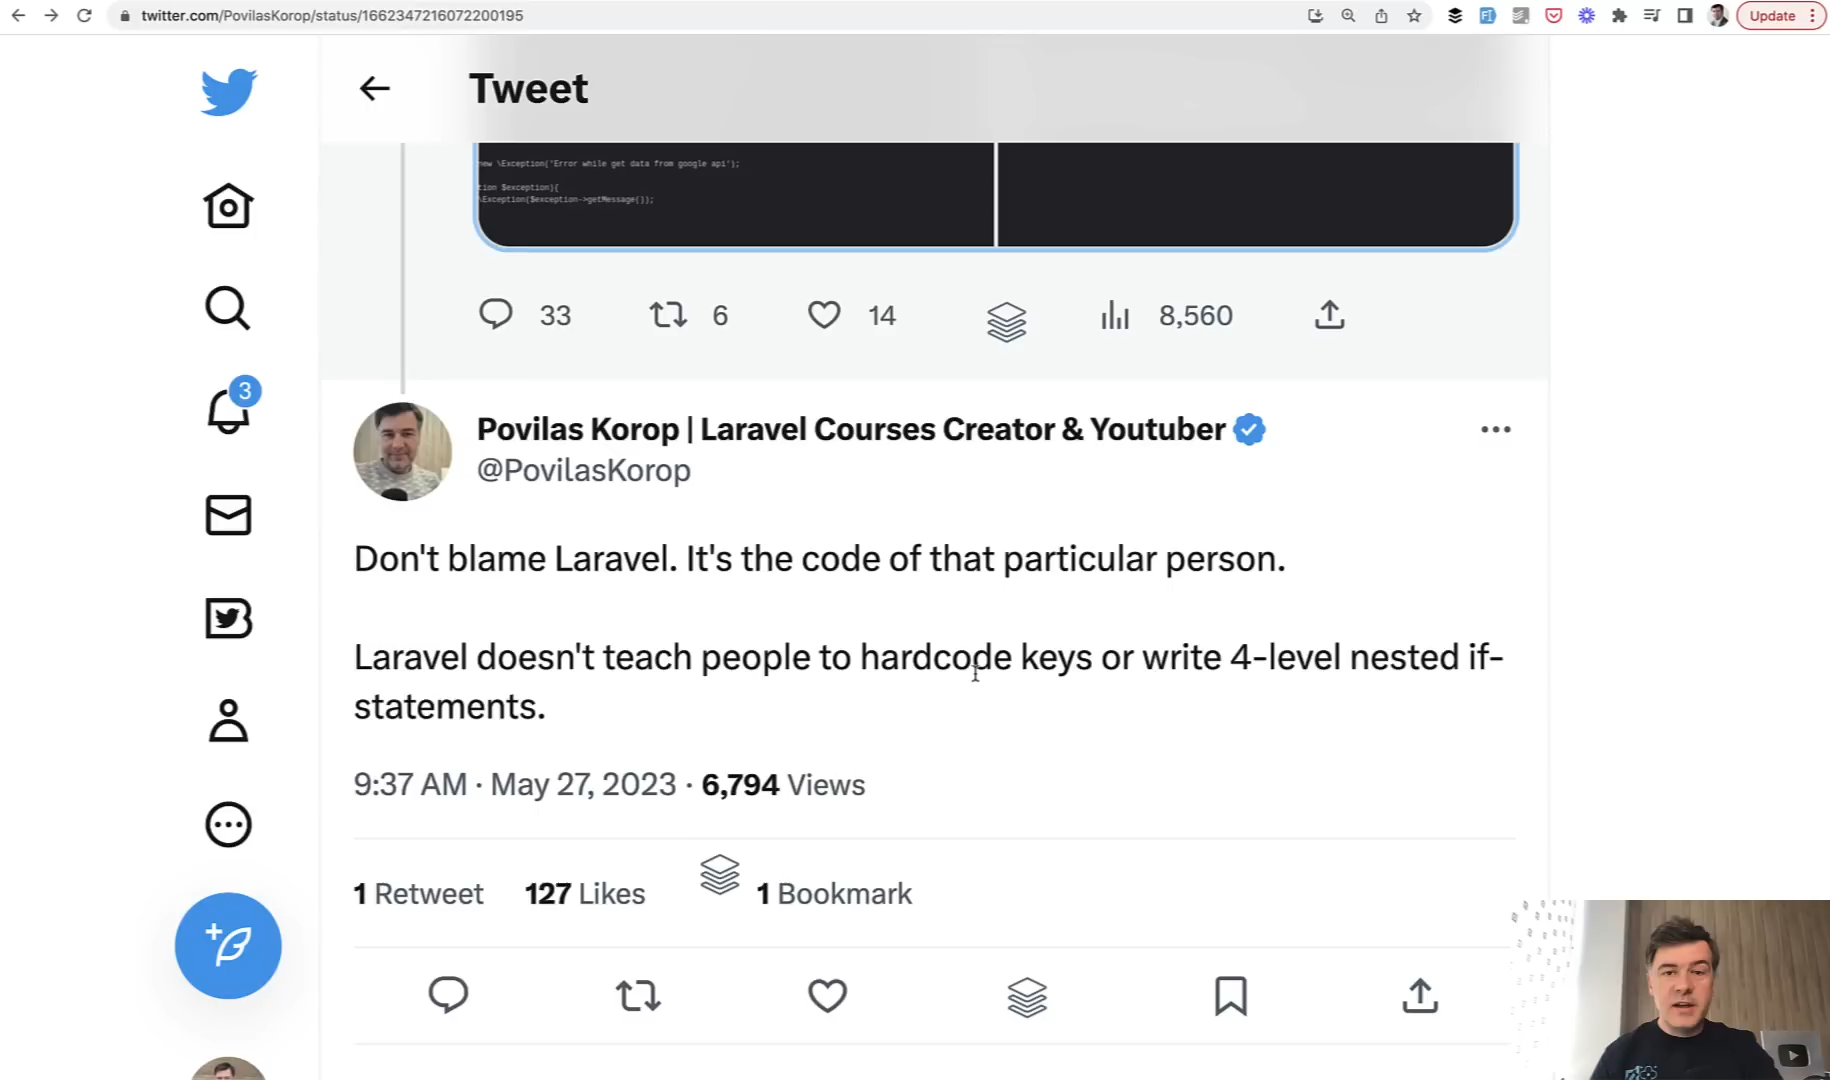 twitter.com/PovilasKorop/status/1662347216072200195
Update
Tweet
new \Exception('Error while get data from google api');
tion $exception){
\Exception($exception->getMessage());
33
6
14
8,560
3
Povilas Korop | Laravel Courses Creator & Youtuber
@PovilasKorop
Don't blame Laravel. It's the code of that particular person.
Laravel doesn't teach people to hardcode keys or write 4-level nested if-
statements.
9:37 AM · May 27, 2023 · 6,794 Views
1 Retweet 127 Likes 1 Bookmark